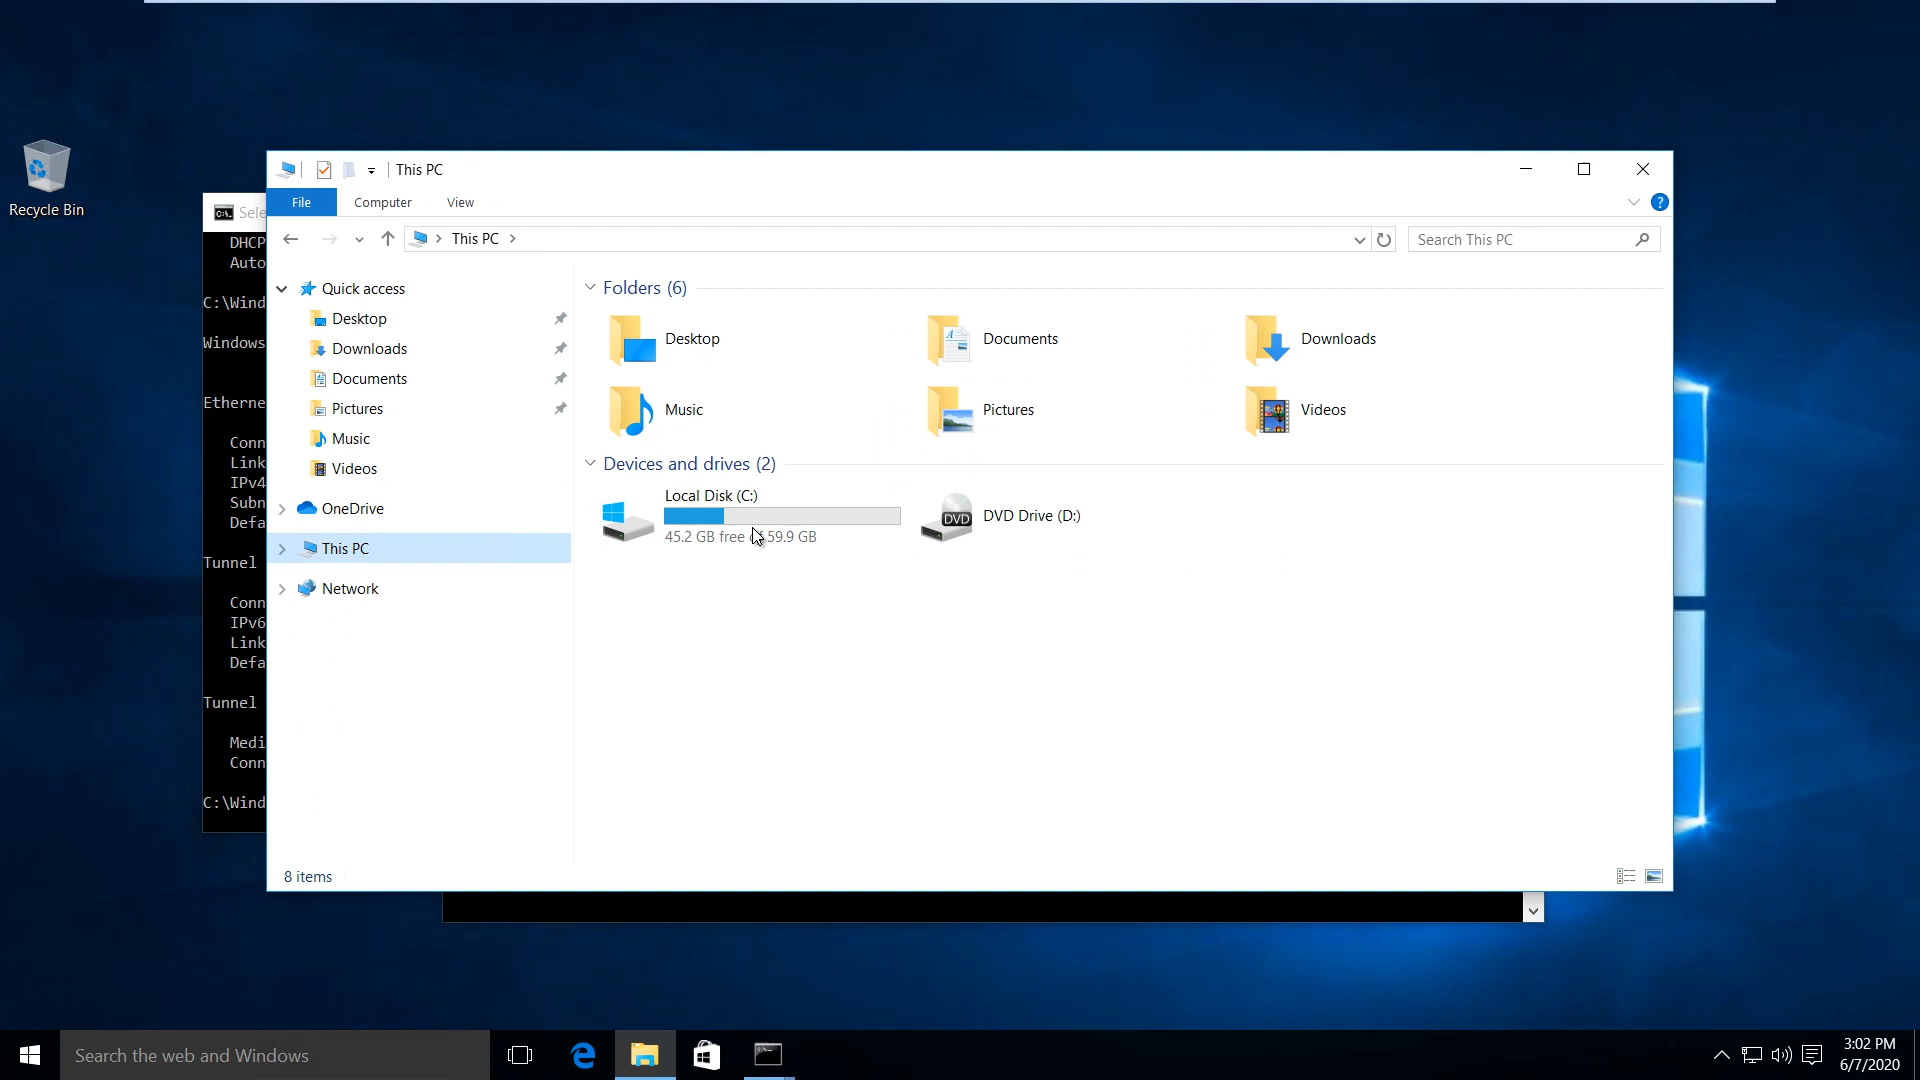 Recycle Bin
Sele
DHCP
Auto
C:\Wind
Windows
Etherne
Conn
Link
IPv4
Subn
Defa
Tunnel
Conn
IPv6
Link
Defa
Tunnel
Medi
Conn
C:\Wind
This PC
File Computer View
This PC
Search This PC
Quick access
Desktop
Downloads
Documents
Pictures
Music
Videos
OneDrive
This PC
Network
Folders (6)
Desktop Documents Downloads
Music Pictures Videos
Devices and drives (2)
Local Disk (C:)
45.2 GB free of 59.9 GB
DVD
DVD Drive (D:)
8 items
Search the web and Windows
3:02 PM
6/7/2020